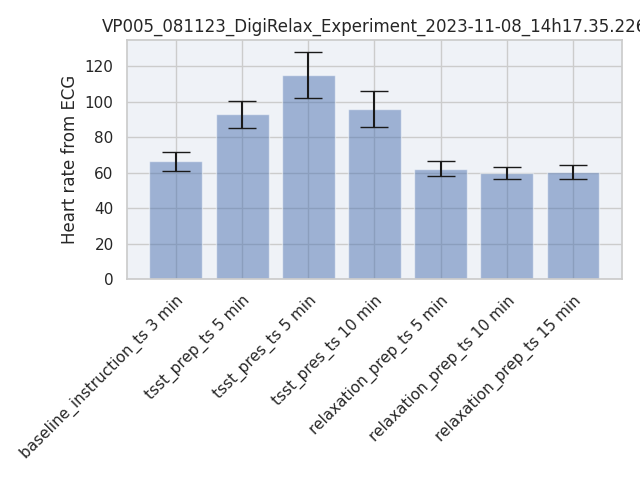 VP005_081123_DigiRelax_Experiment_2023-11-08_14h17.35.226
Heart rate from ECG
120
100
80
60
40
20
0
baseline_instruction_ts 3 min
tsst_prep_ts 5 min
tsst_pres_ts 5 min
tsst_pres_ts 10 min
relaxation_prep_ts 5 min
relaxation_prep_ts 10 min
relaxation_prep_ts 15 min